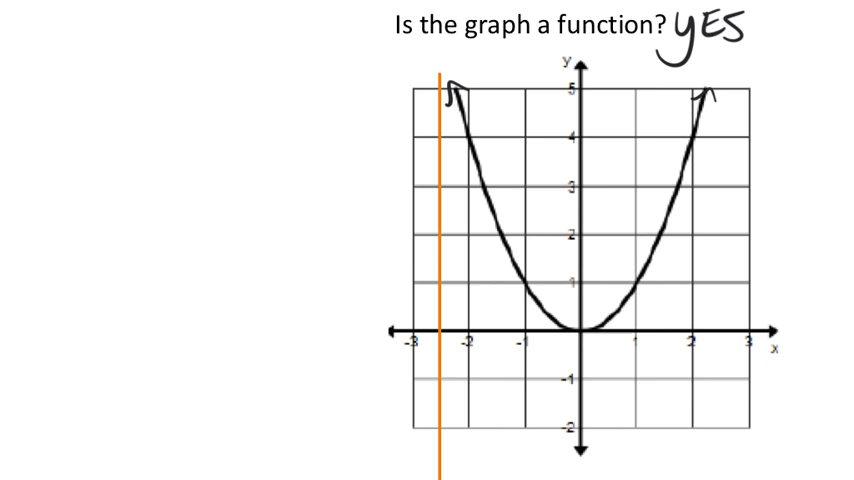 Is the graph a function? YES
y
5
4
3
2
1
-3 -2 -1 1 2 3
x
-1
-2